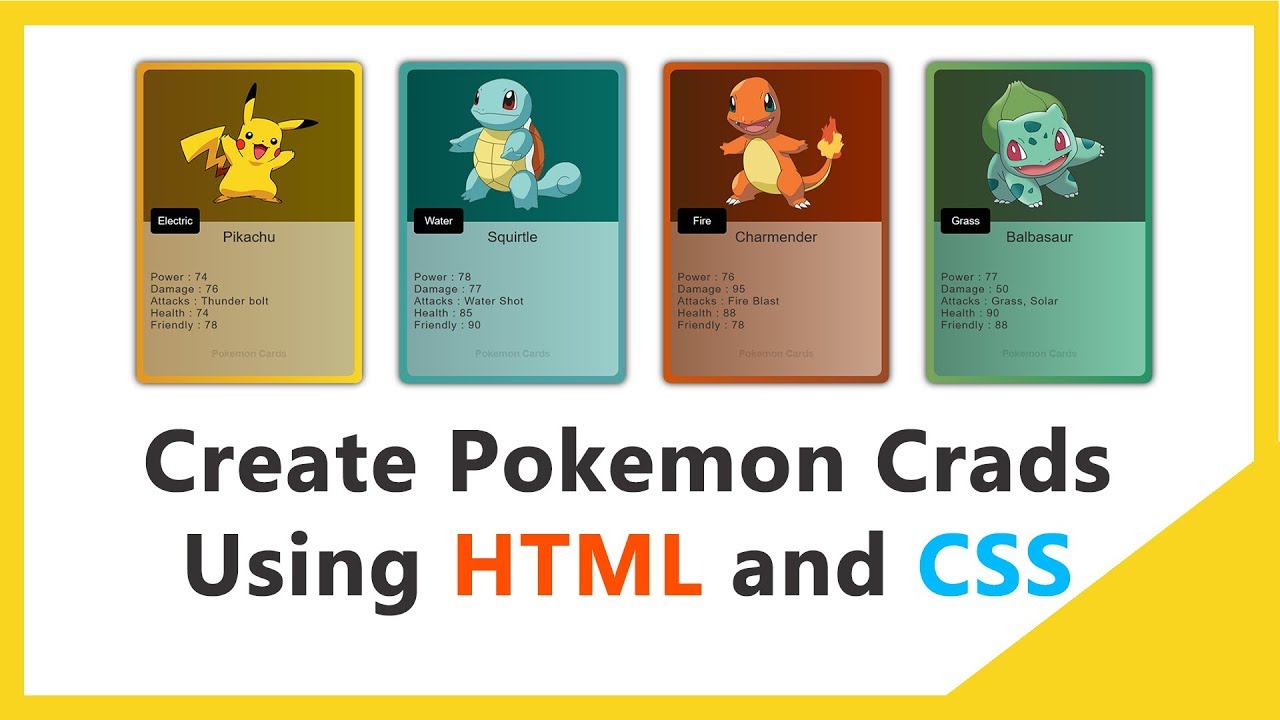 Electric
Pikachu
Power : 74
Damage : 76
Attacks : Thunder bolt
Health : 74
Friendly : 78
Pokemon Cards
Water
Squirtle
Power : 78
Damage : 77
Attacks : Water Shot
Health : 85
Friendly : 90
Pokemon Cards
Fire
Charmender
Power : 76
Damage : 95
Attacks : Fire Blast
Health : 88
Friendly : 78
Pokemon Cards
Grass
Balbasaur
Power : 77
Damage : 50
Attacks : Grass, Solar
Health : 90
Friendly : 88
Pokemon Cards
Create Pokemon Crads
Using HTML and CSS